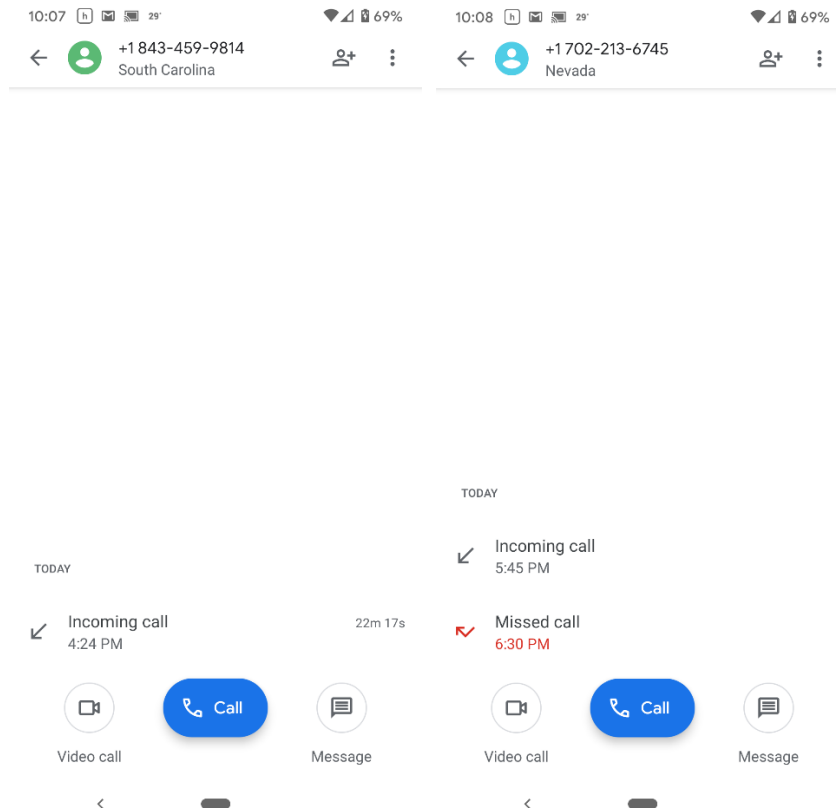 10:07 h M 29° 69%
+1 843-459-9814
South Carolina
TODAY
Incoming call 22m 17s
4:24 PM
Call
Video call Message
10:08 h M 29° 69%
+1 702-213-6745
Nevada
TODAY
Incoming call
5:45 PM
Missed call
6:30 PM
Call
Video call Message